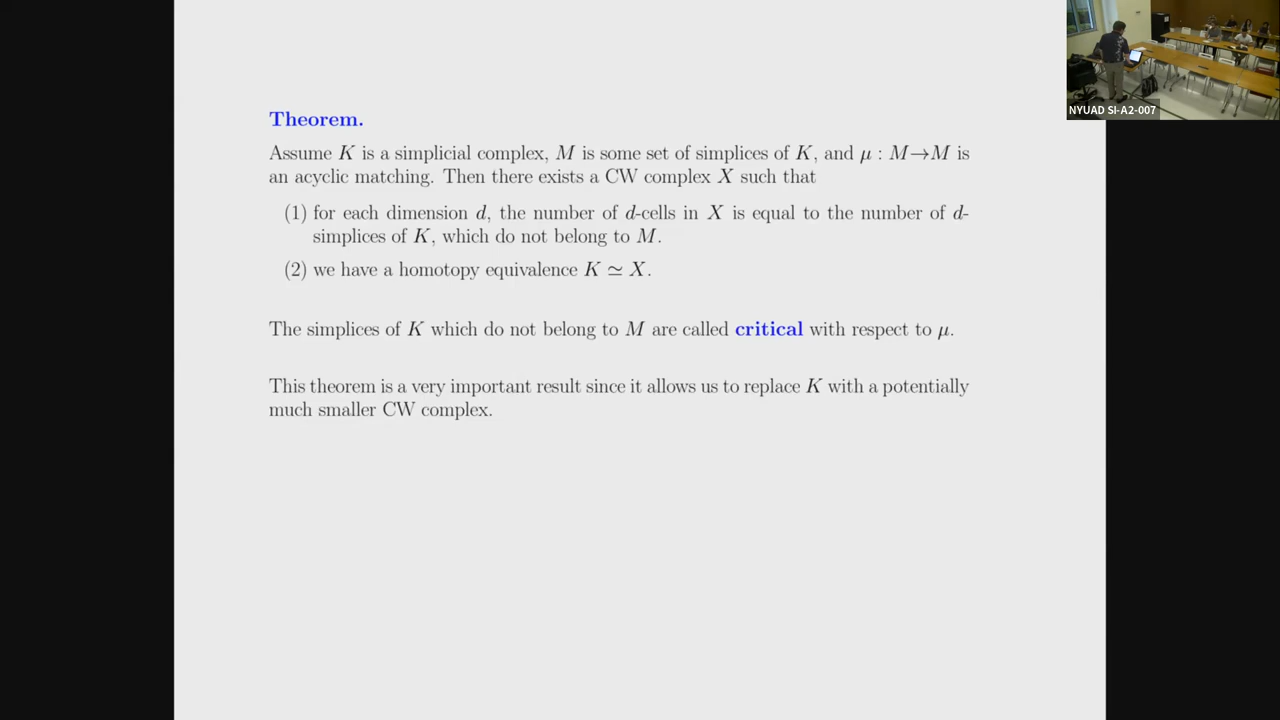 Theorem.
Assume K is a simplicial complex, M is some set of simplices of K, and μ : M→M is
an acyclic matching. Then there exists a CW complex X such that
(1) for each dimension d, the number of d-cells in X is equal to the number of d-
simplices of K, which do not belong to M.
(2) we have a homotopy equivalence K ≃ X.
The simplices of K which do not belong to M are called critical with respect to μ.
This theorem is a very important result since it allows us to replace K with a potentially
much smaller CW complex.
NYUAD SI-A2-007